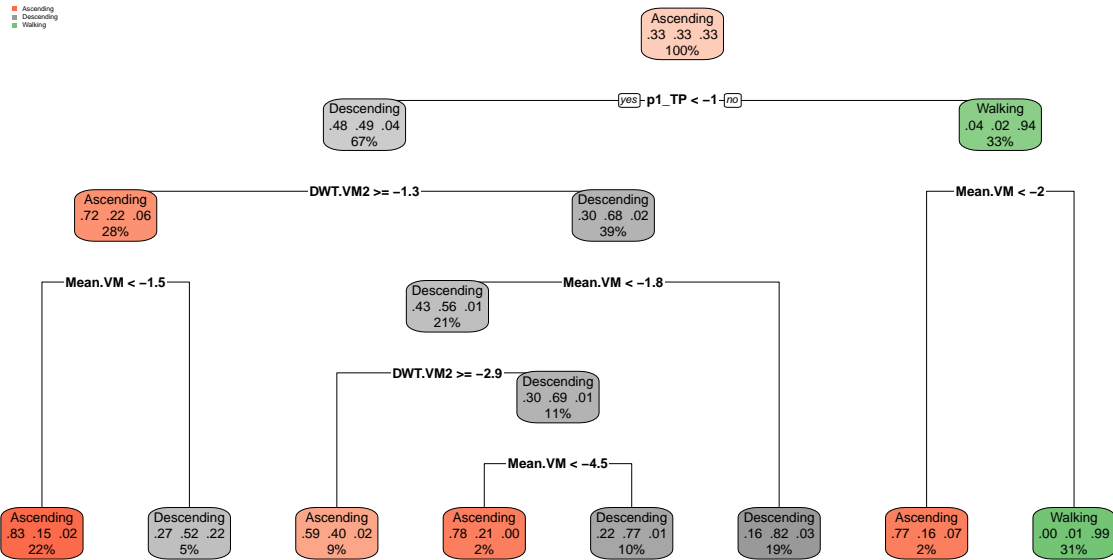 Ascending
Descending
Walking
Ascending
.33 .33 .33
100%
yes p1_TP < −1 no
Descending
.48 .49 .04
67%
Walking
.04 .02 .94
33%
DWT.VM2 >= −1.3
Mean.VM < −2
Ascending
.72 .22 .06
28%
Descending
.30 .68 .02
39%
Mean.VM < −1.5
Mean.VM < −1.8
Descending
.43 .56 .01
21%
DWT.VM2 >= −2.9
Descending
.30 .69 .01
11%
Mean.VM < −4.5
Ascending
.83 .15 .02
22%
Descending
.27 .52 .22
5%
Ascending
.59 .40 .02
9%
Ascending
.78 .21 .00
2%
Descending
.22 .77 .01
10%
Descending
.16 .82 .03
19%
Ascending
.77 .16 .07
2%
Walking
.00 .01 .99
31%